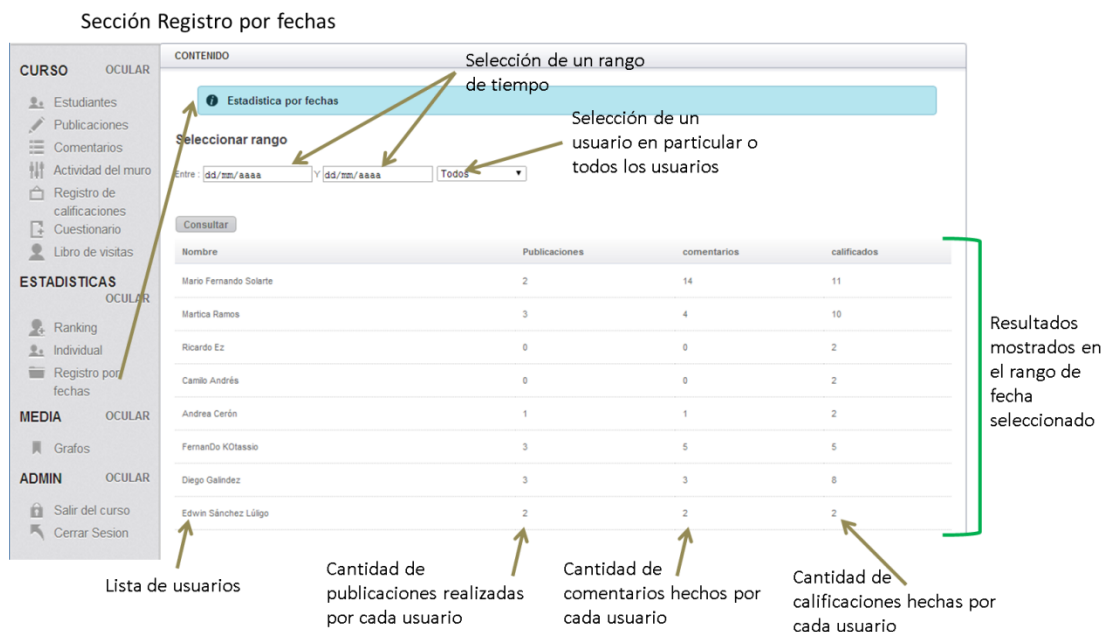 Sección Registro por fechas
CONTENIDO
CURSO OCULAR
Estudiantes
Publicaciones
Comentarios
Actividad del muro
Registro de
calificaciones
Cuestionario
Libro de visitas
ESTADISTICAS
OCULAR
Ranking
Individual
Registro por
fechas
MEDIA OCULAR
Grafos
ADMIN OCULAR
Salir del curso
Cerrar Sesion
Selección de un rango
de tiempo
Estadistica por fechas
Selección de un
usuario en particular o
todos los usuarios
Seleccionar rango
Entre : dd/mm/aaaa Y dd/mm/aaaa Todos
Consultar
Nombre Publicaciones comentarios calificados
Mario Fernando Solarte 2 14 11
Martica Ramos 3 4 10
Ricardo Ez 0 0 2
Camilo Andrés 0 0 2
Andrea Cerón 1 1 2
FernanDo KOtassio 3 5 5
Diego Galindez 3 3 8
Edwin Sánchez Lúligo 2 2 2
Resultados
mostrados en
el rango de
fecha
seleccionado
Lista de usuarios
Cantidad de
publicaciones realizadas
por cada usuario
Cantidad de
comentarios hechos por
cada usuario
Cantidad de
calificaciones hechas por
cada usuario